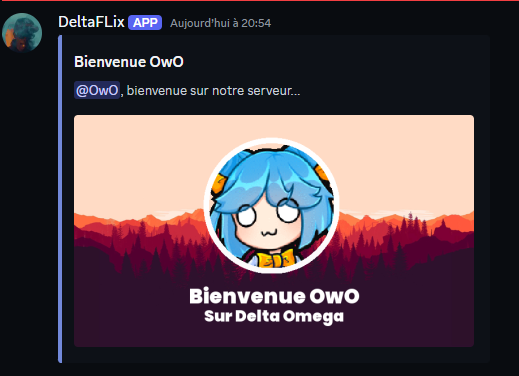 DeltaFLix APP Aujourd'hui à 20:54
Bienvenue OwO
@OwO, bienvenue sur notre serveur...
Bienvenue OwO
Sur Delta Omega